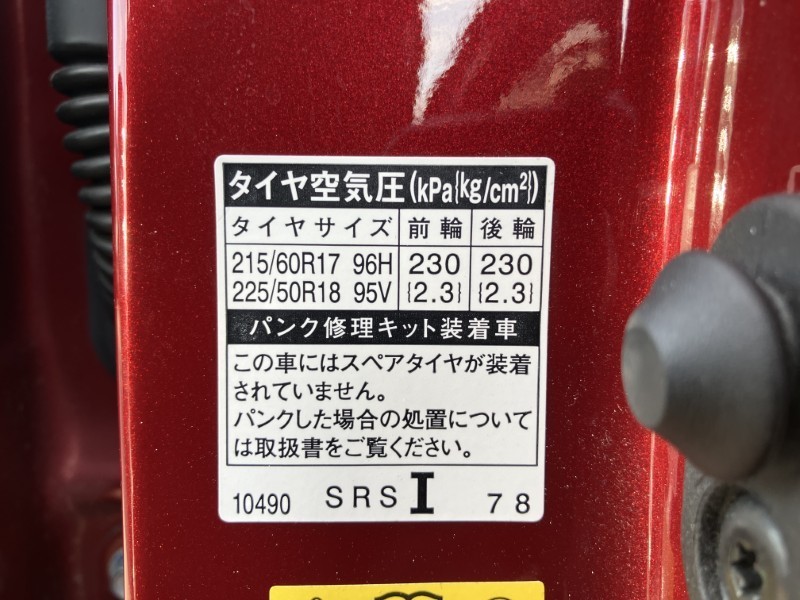 タイヤ空気圧(kPa{kg/cm²})
タイヤサイズ 前輪 後輪
215/60R17 96H 230 230
225/50R18 95V {2.3} {2.3}
パンク修理キット装着車
この車にはスペアタイヤが装着
されていません。
パンクした場合の処置について
は取扱書をご覧ください。
10490 SRS I 78